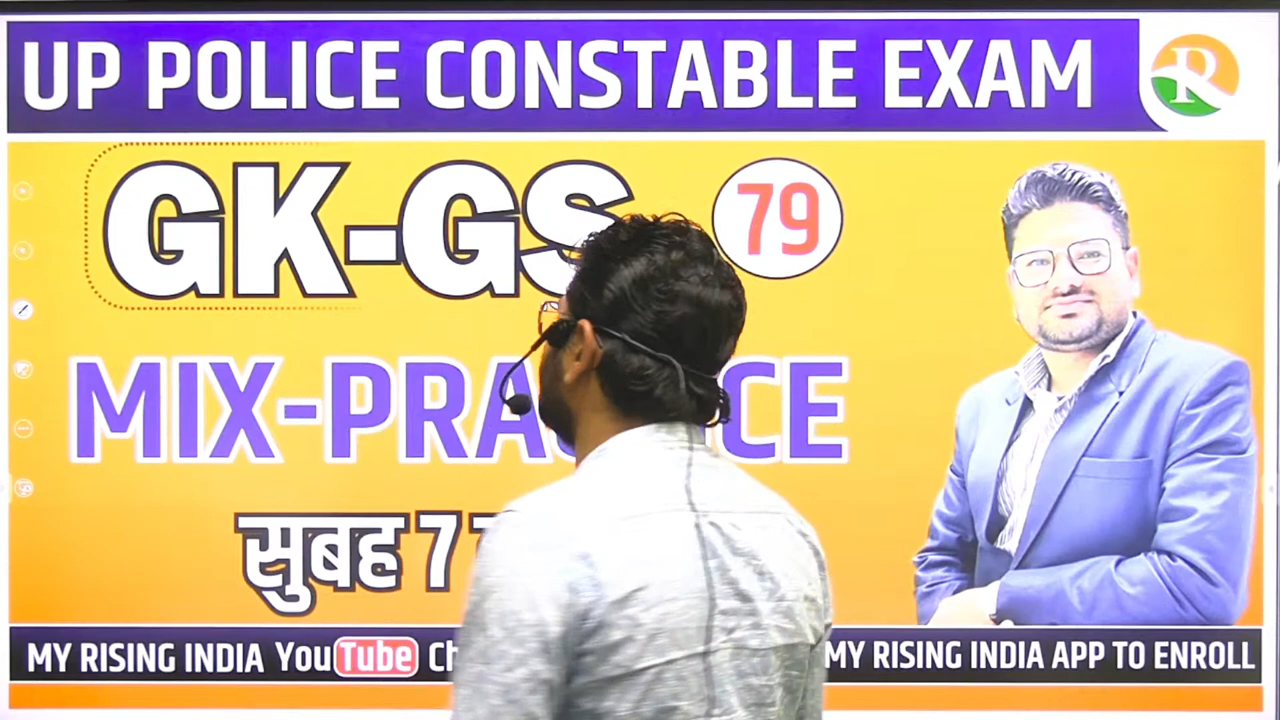 UP POLICE CONSTABLE EXAM
R
GK-GS
79
MIX-PRA CE
सुबह 7
MY RISING INDIA YouTube Ch
MY RISING INDIA APP TO ENROLL